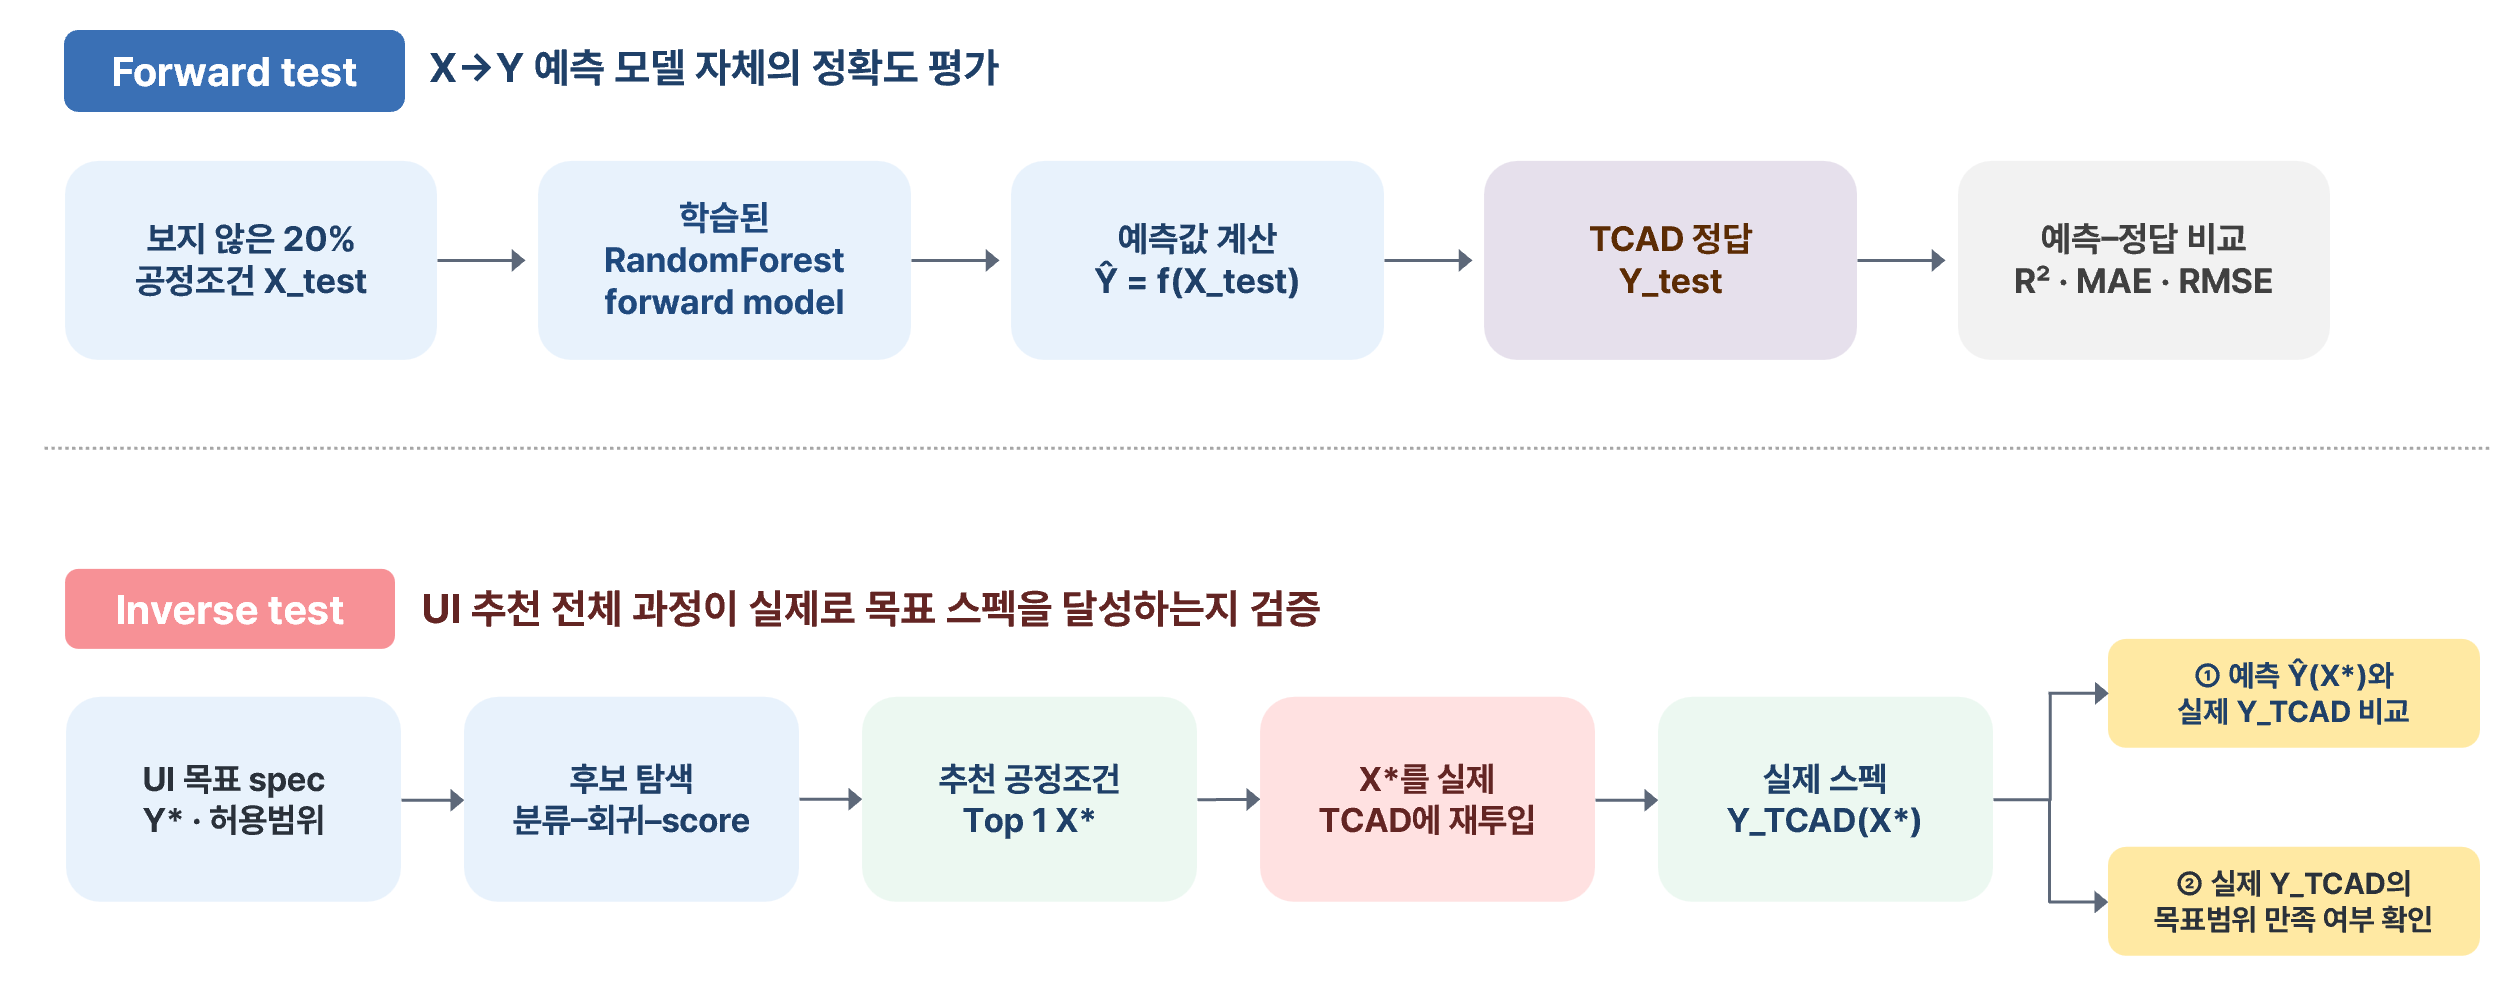 Forward test
X→Y 예측 모델 자체의 정확도 평가
보지 않은 20%
공정조건 X_test
학습된
RandomForest
forward model
예측값 계산
Ŷ = f(X_test)
TCAD 정답
Y_test
예측–정답 비교
R² · MAE · RMSE
Inverse test
UI 추천 전체 과정이 실제로 목표 스펙을 달성하는지 검증
UI 목표 spec
Y* · 허용범위
후보 탐색
분류–회귀–score
추천 공정조건
Top 1 X*
X*를 실제
TCAD에 재투입
실제 스펙
Y_TCAD(X*)
① 예측 Ŷ(X*)와
실제 Y_TCAD 비교
② 실제 Y_TCAD의
목표범위 만족 여부 확인